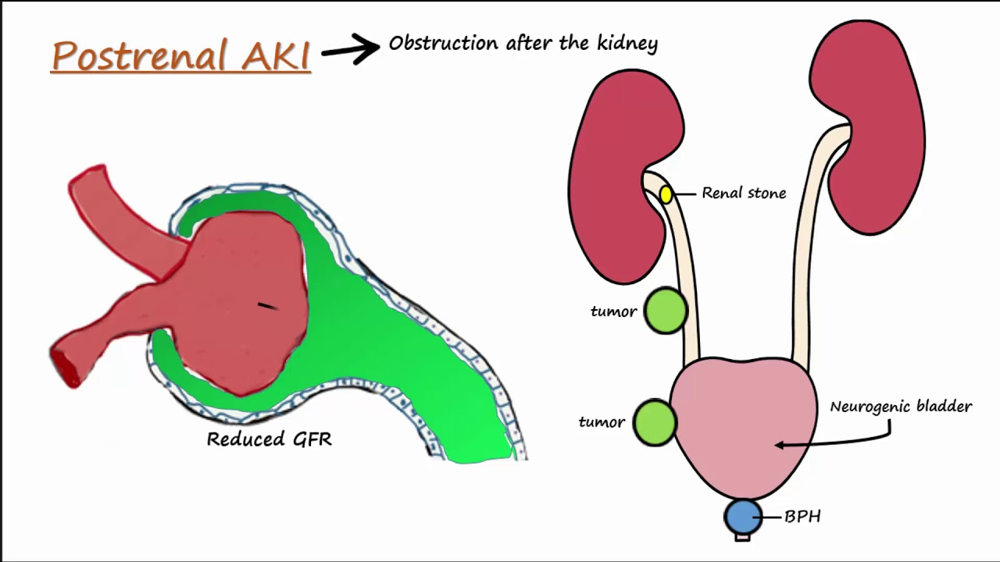 Postrenal AKI
Obstruction after the kidney
Renal stone
tumor
tumor
Neurogenic bladder
Reduced GFR
BPH